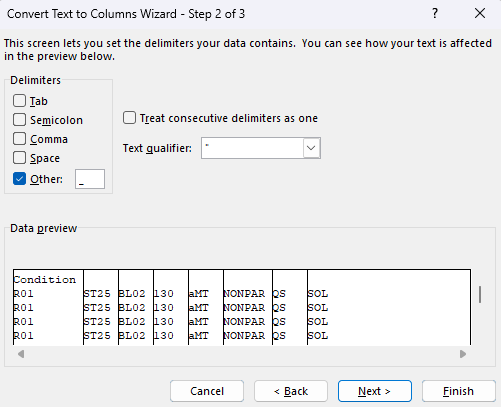 Convert Text to Columns Wizard - Step 2 of 3 ? ×
This screen lets you set the delimiters your data contains. You can see how your text is affected
in the preview below.
Delimiters
Tab
Semicolon
Comma
Space
Other: _
Treat consecutive delimiters as one
Text qualifier: "
Data preview
Condition
R01 ST25 BL02 130 aMT NONPAR QS SOL
R01 ST25 BL02 130 aMT NONPAR QS SOL
R01 ST25 BL02 130 aMT NONPAR QS SOL
R01 ST25 BL02 130 aMT NONPAR QS SOL
Cancel < Back Next > Finish